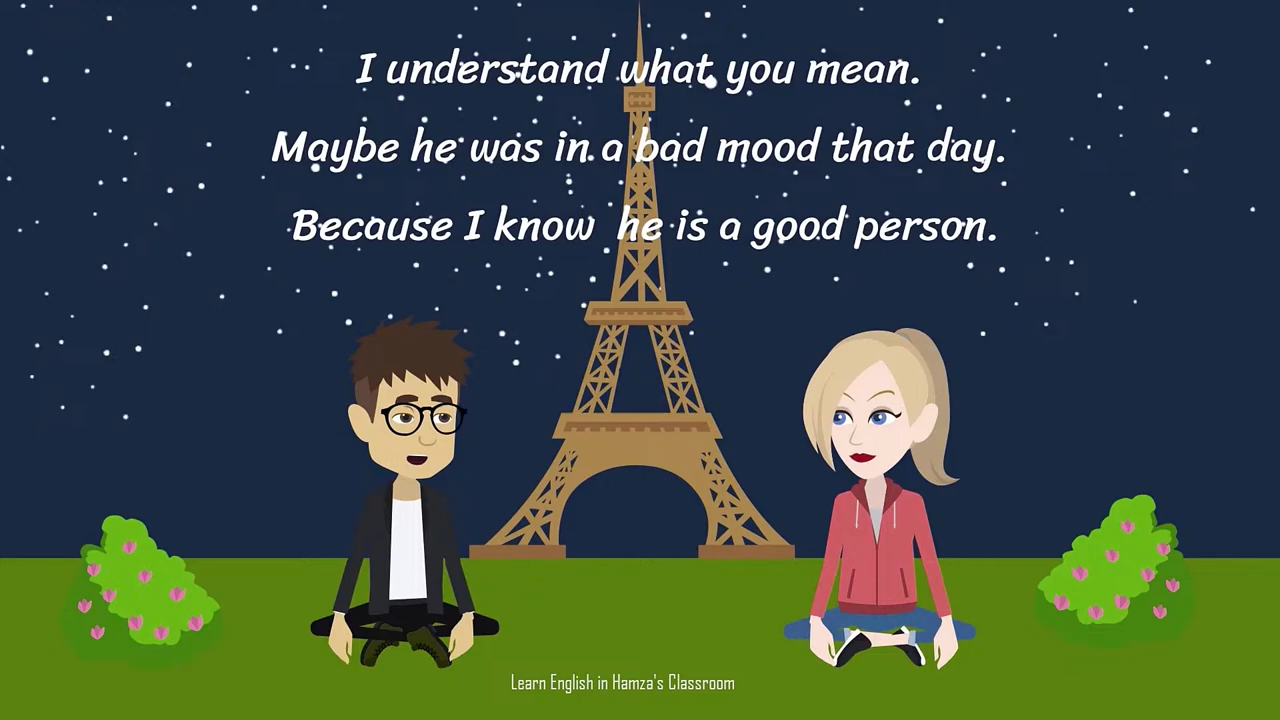 I understand what you mean.
Maybe he was in a bad mood that day.
Because I know he is a good person.
Learn English in Hamza's Classroom